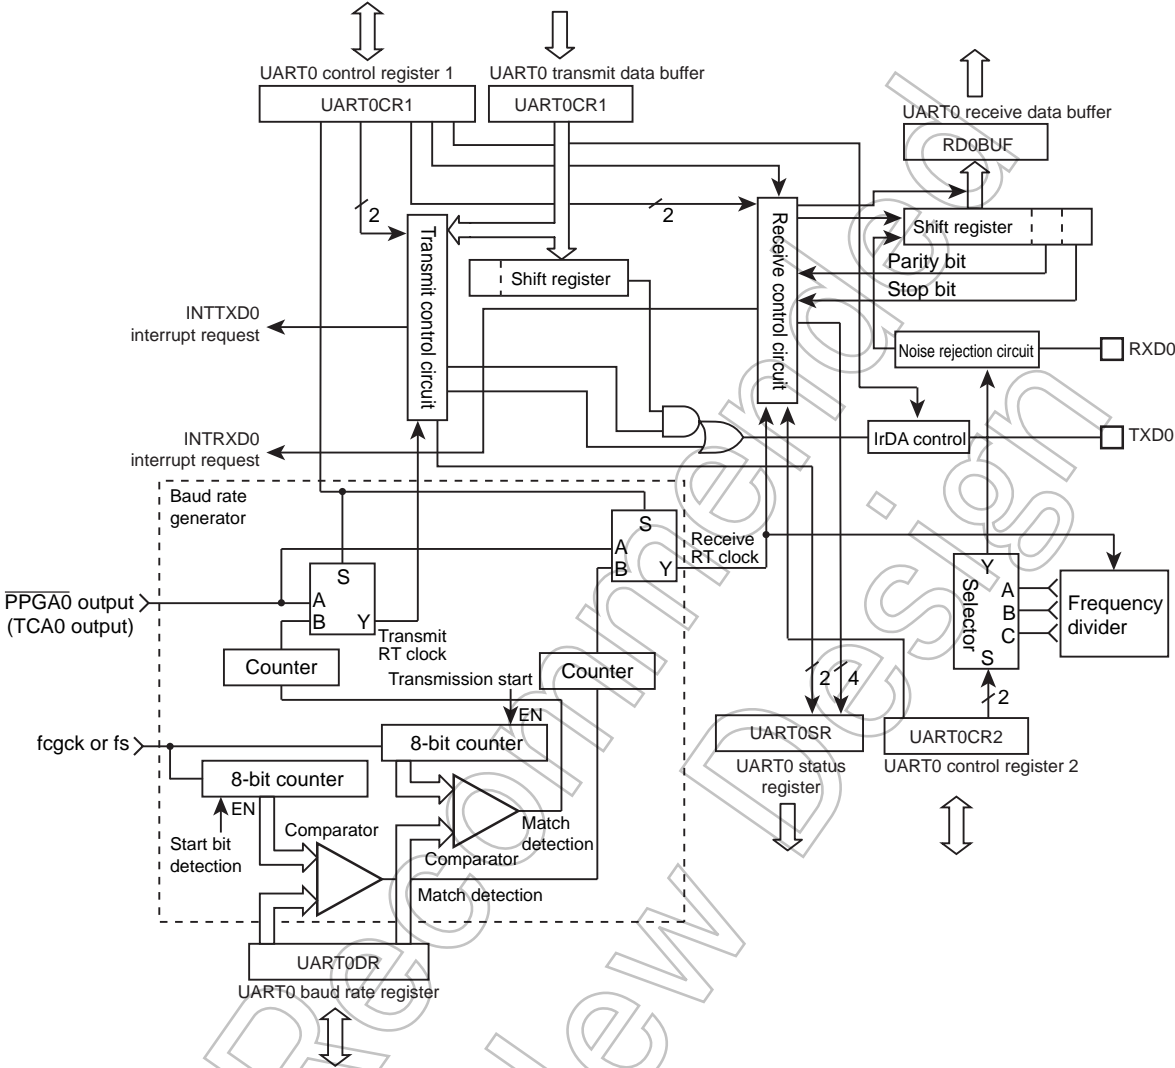 UART0 control register 1
UART0CR1
UART0 transmit data buffer
UART0CR1
UART0 receive data buffer
RD0BUF
2
2
Transmit control circuit
Shift register
Receive control circuit
Shift register
Parity bit
Stop bit
INTTXD0
interrupt request
Noise rejection circuit
RXD0
INTRXD0
interrupt request
IrDA control
TXD0
Baud rate
generator
S
A
B
Y
Receive
RT clock
S
A
B
Y
Transmit
RT clock
PPGA0 output
(TCA0 output)
Y
Selector
A
B
C
S
Frequency
divider
Counter
Counter
Transmission start
EN
2
4
2
fcgck or fs
8-bit counter
8-bit counter
EN
Start bit
detection
Comparator
Comparator
Match
detection
Match detection
UART0SR
UART0 status
register
UART0CR2
UART0 control register 2
UART0DR
UART0 baud rate register
Recommended
New Design